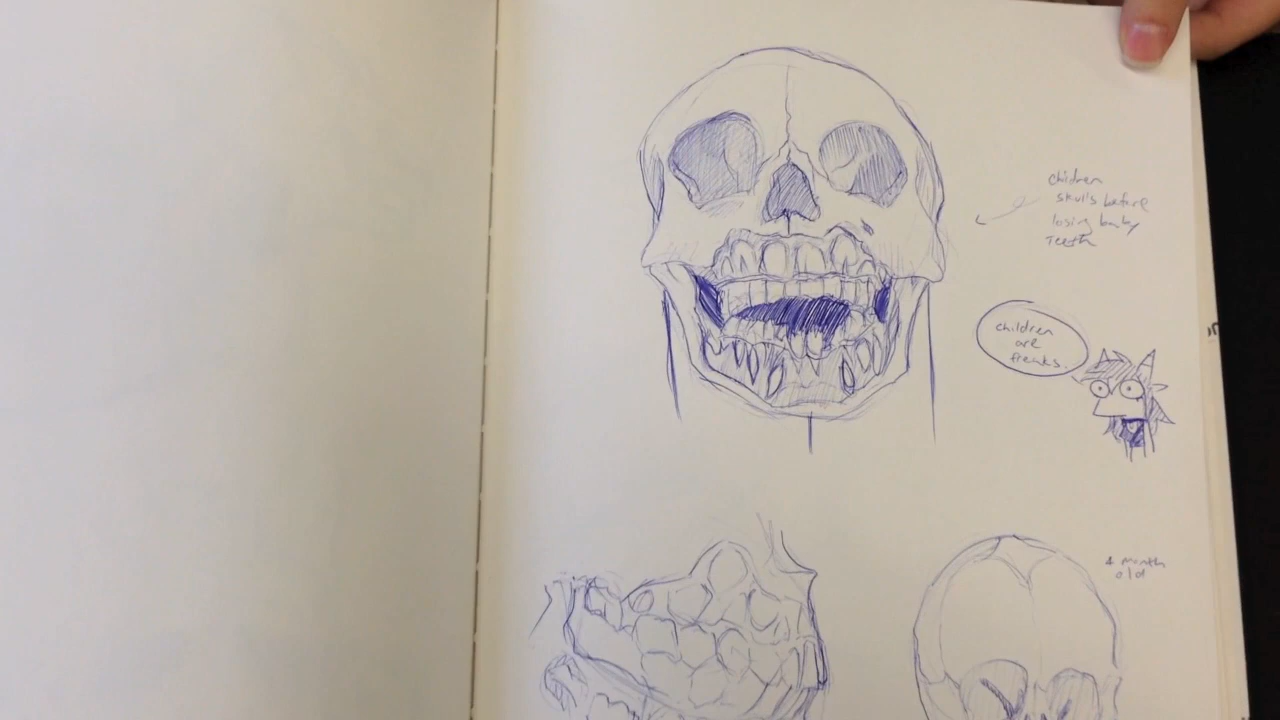 children
skulls before
losing baby
Teeth
children
are
freaks.
4 month
old